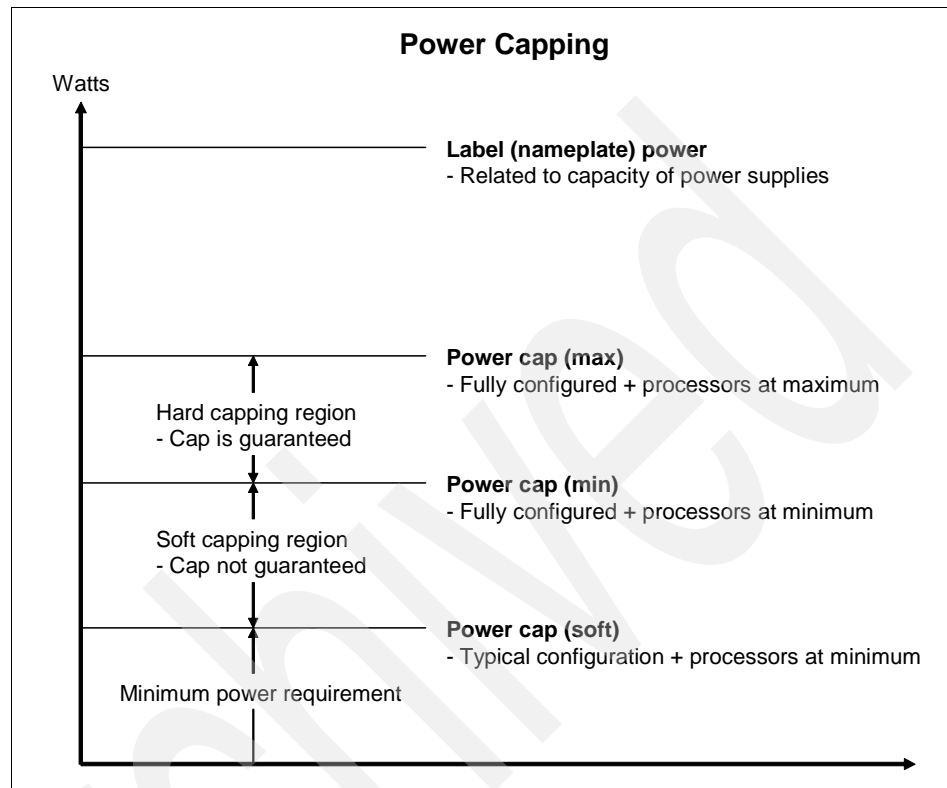 Power Capping
Watts
Label (nameplate) power
- Related to capacity of power supplies
Power cap (max)
- Fully configured + processors at maximum
Hard capping region
- Cap is guaranteed
Power cap (min)
- Fully configured + processors at minimum
Soft capping region
- Cap not guaranteed
Power cap (soft)
- Typical configuration + processors at minimum
Minimum power requirement
chived